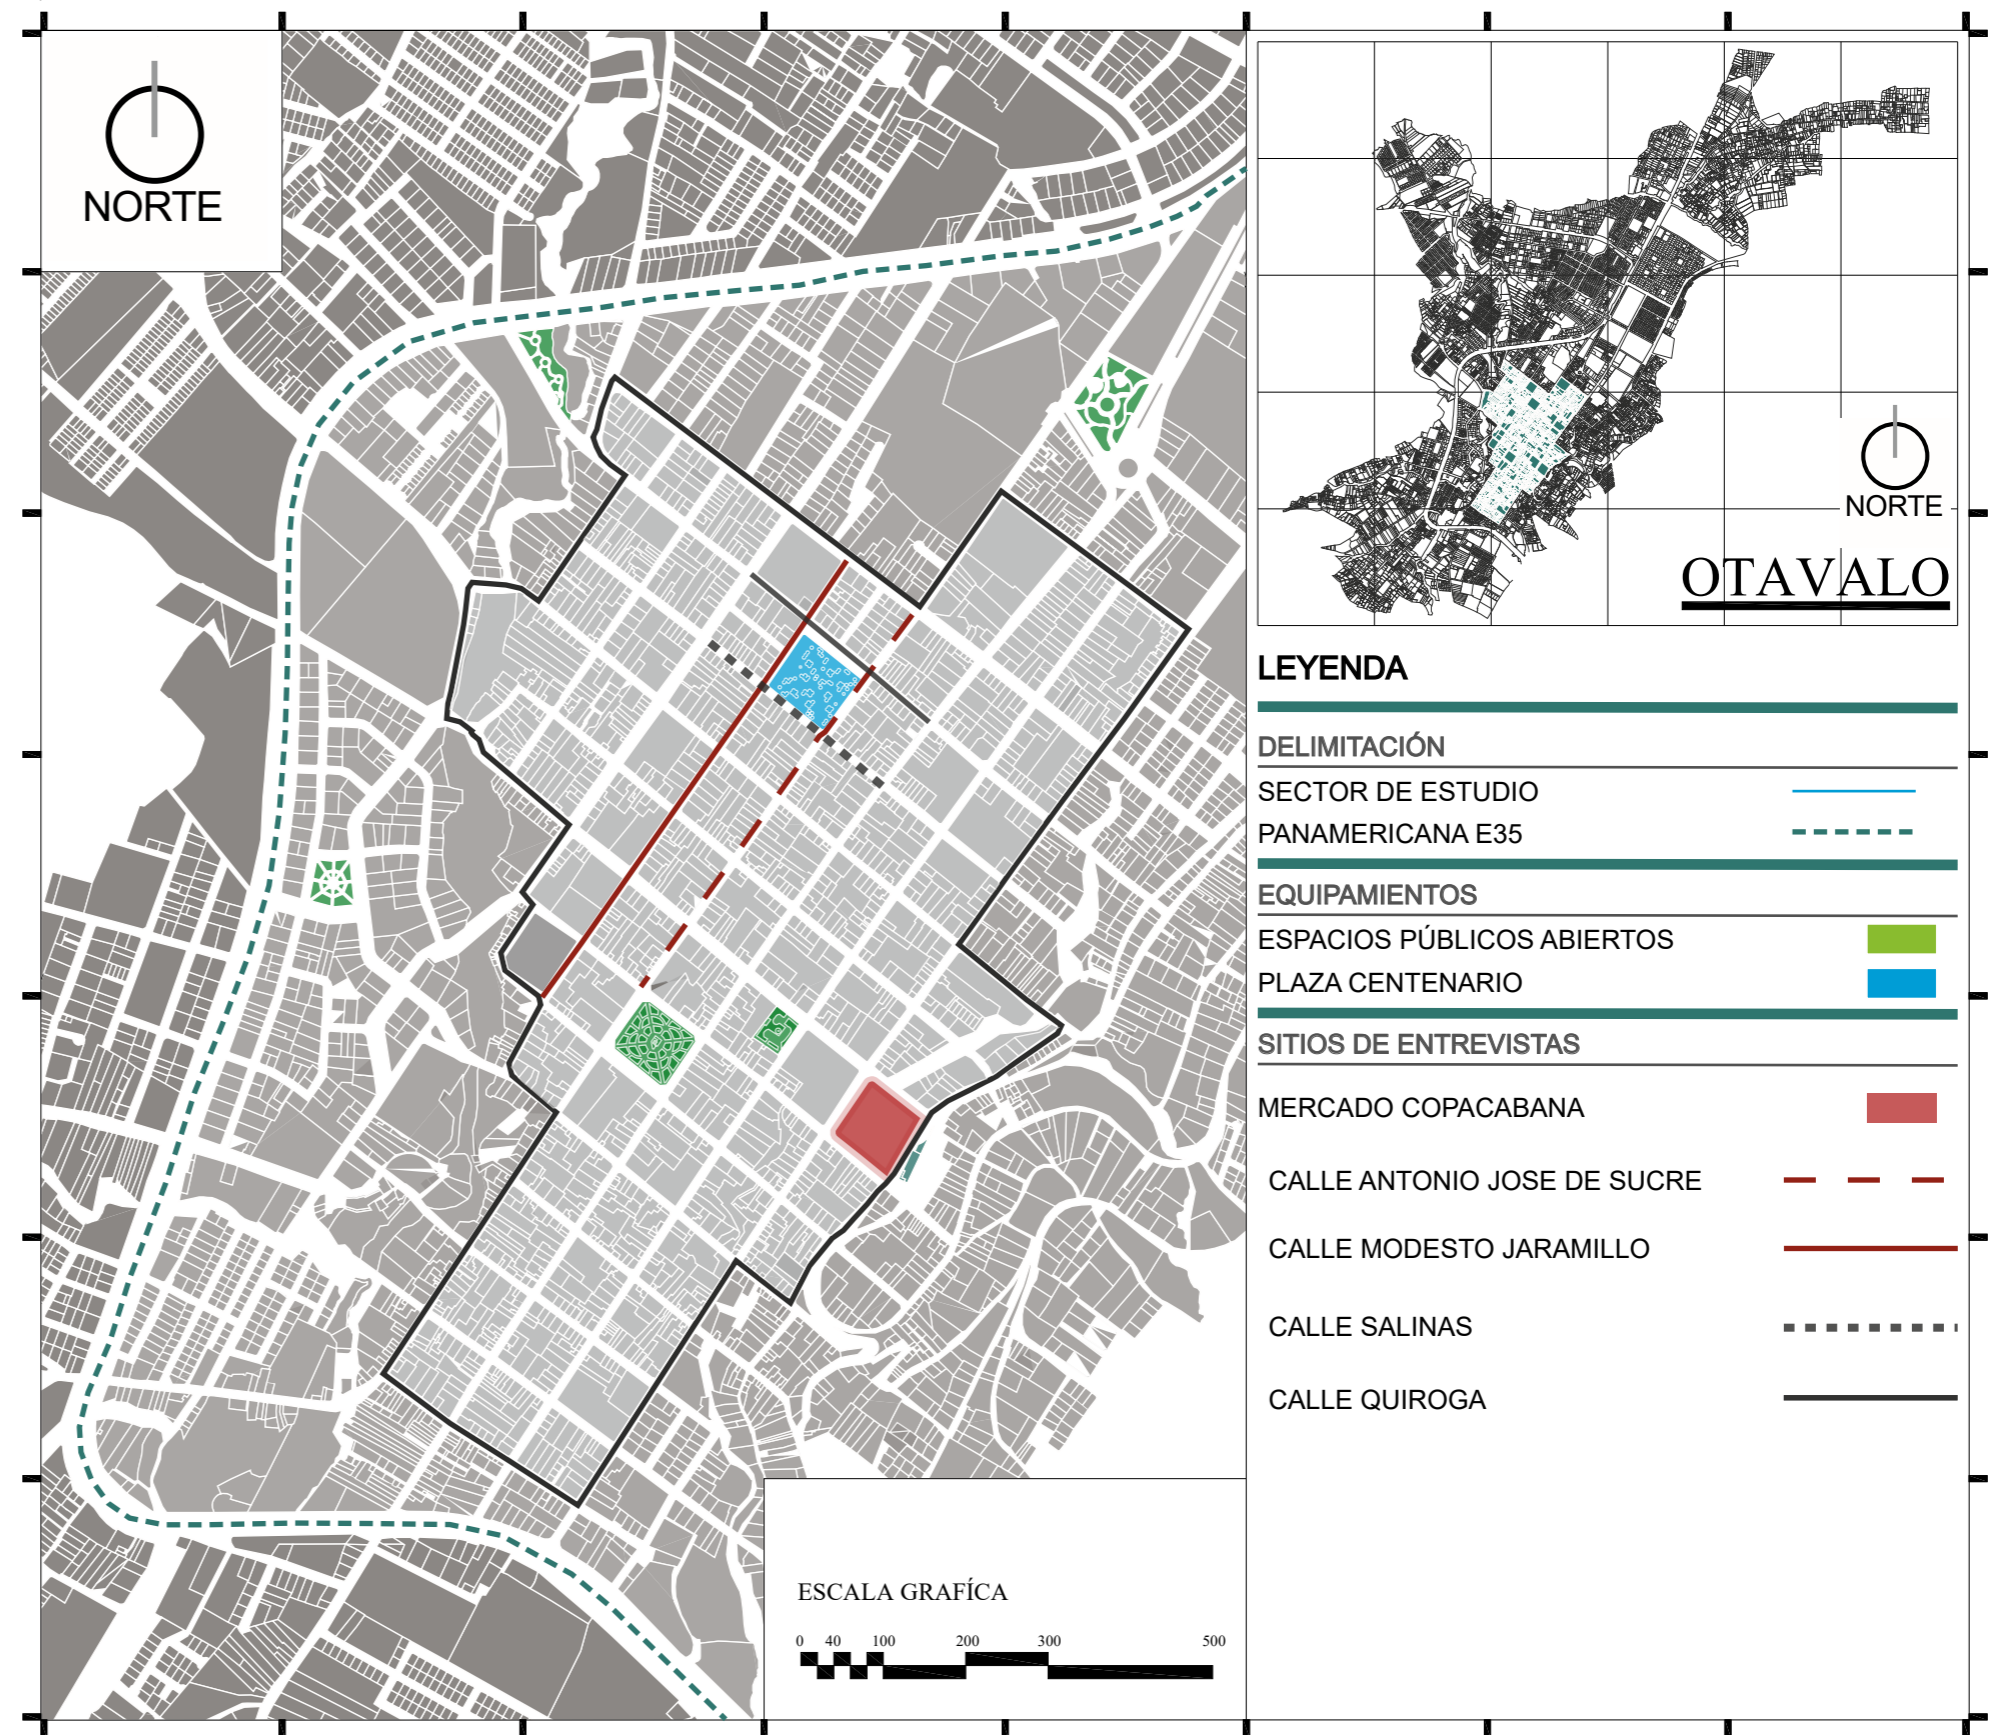 NORTE
NORTE
OTAVALO
LEYENDA
DELIMITACIÓN
SECTOR DE ESTUDIO
PANAMERICANA E35
EQUIPAMIENTOS
ESPACIOS PÚBLICOS ABIERTOS
PLAZA CENTENARIO
SITIOS DE ENTREVISTAS
MERCADO COPACABANA
CALLE ANTONIO JOSE DE SUCRE
CALLE MODESTO JARAMILLO
CALLE SALINAS
CALLE QUIROGA
ESCALA GRAFÍCA
0 40 100 200 300 500